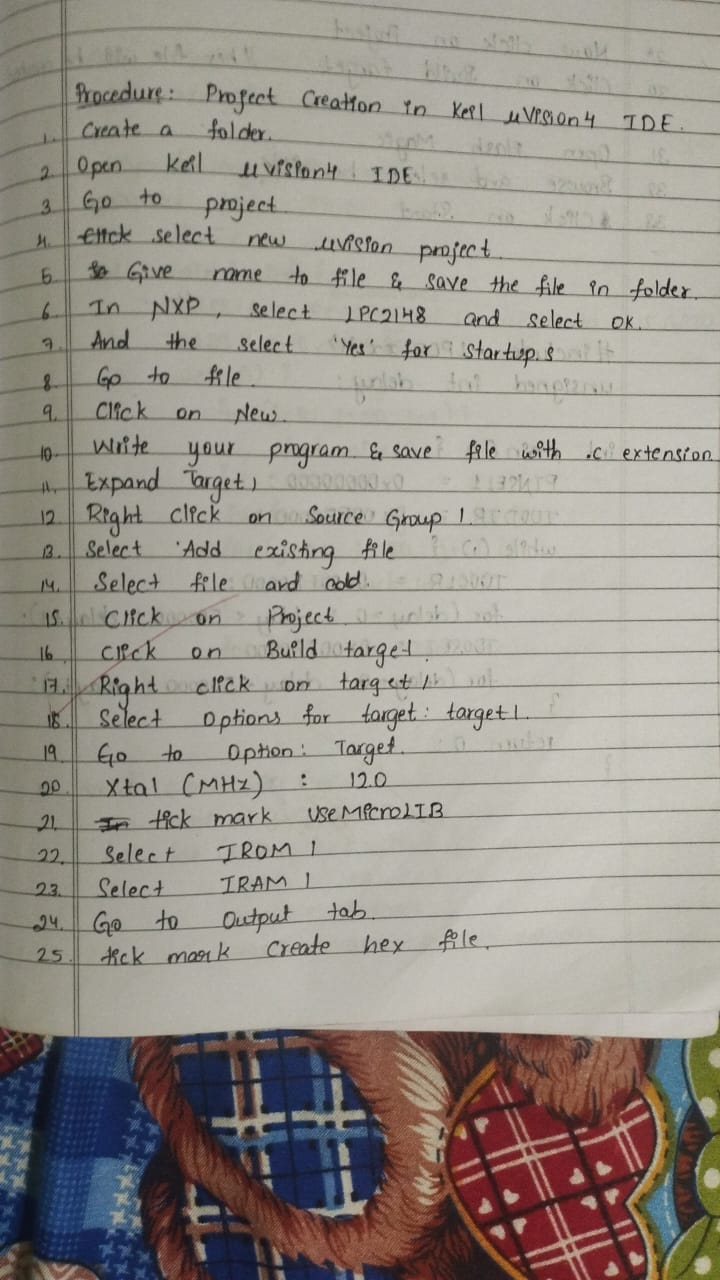 Procedure: Project Creation in Keil µVision4 IDE.
1. Create a folder.
2. Open Keil µvision4 IDE.
3. Go to project.
4. Click select new µvision project.
5. Give name to file & save the file in folder.
6. In NXP, select LPC2148 and select OK.
7. And the select 'Yes' for startup.s
8. Go to file.
9. Click on New.
10. Write your program & save file with .c extension
11. Expand Target 1
12. Right click on Source Group 1.
13. Select 'Add existing file
14. Select file and add.
15. Click on Project.
16. Click on Build target.
17. Right click on target 1.
18. Select Options for target: target 1.
19. Go to Option: Target.
20. Xtal (MHz) : 12.0
21. tick mark Use MicroLIB
22. Select IROM 1
23. Select IRAM 1
24. Go to Output tab.
25. tick mark Create hex file.